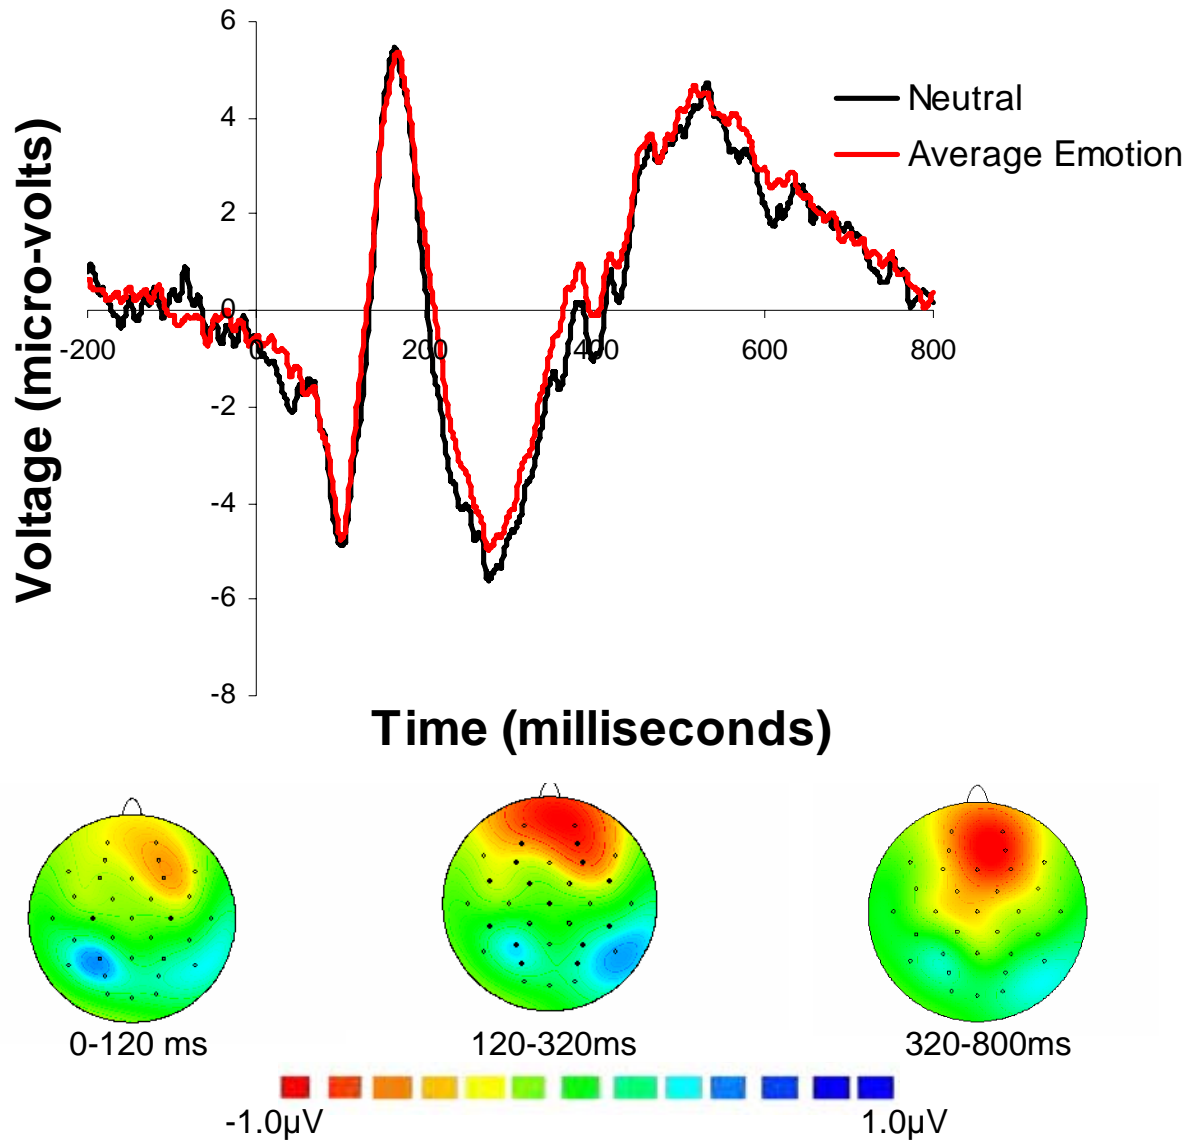 6
4
2
0
-2
-4
-6
-8
-200
0
200
400
600
800
Voltage (micro-volts)
Neutral
Average Emotion
Time (milliseconds)
0-120 ms
120-320ms
320-800ms
-1.0µV
1.0µV